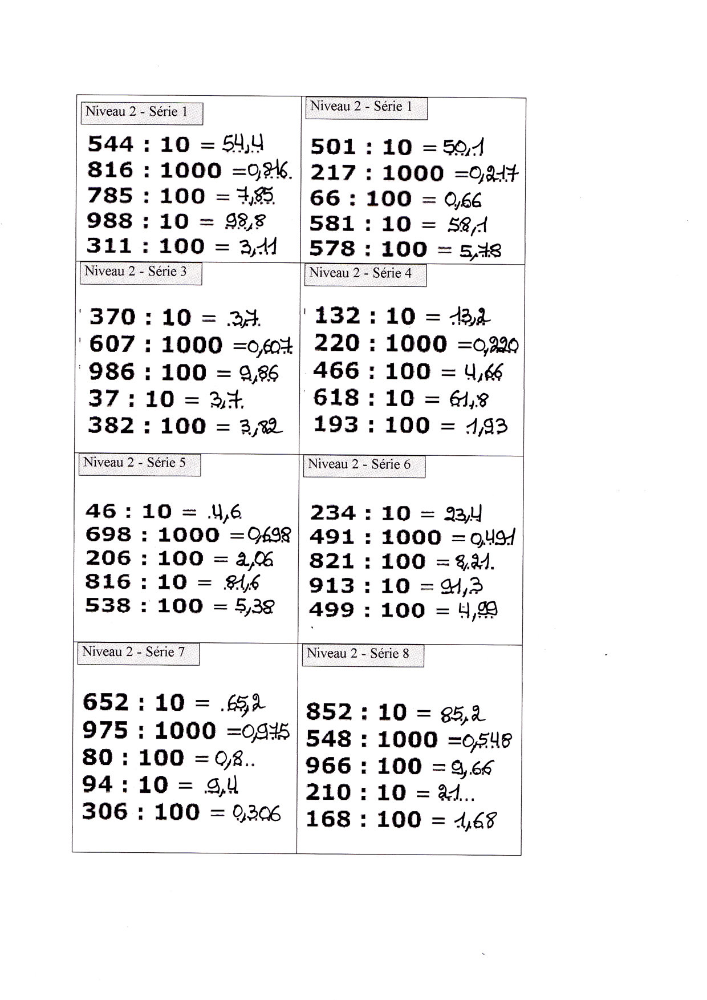 Niveau 2 - Série 1
544 : 10 = 54,4
816 : 1000 = 0,816.
785 : 100 = 7,85
988 : 10 = 98,8
311 : 100 = 3,11
Niveau 2 - Série 1
501 : 10 = 50,1
217 : 1000 = 0,217
66 : 100 = 0,66
581 : 10 = 58,1
578 : 100 = 5,78
Niveau 2 - Série 3
370 : 10 = .3,7.
607 : 1000 = 0,607
986 : 100 = 9,86
37 : 10 = 3,7.
382 : 100 = 3,82
Niveau 2 - Série 4
132 : 10 = 13,2
220 : 1000 = 0,220
466 : 100 = 4,66
618 : 10 = 61,8
193 : 100 = 1,93
Niveau 2 - Série 5
46 : 10 = .4,6
698 : 1000 = 0,698
206 : 100 = 2,06
816 : 10 = 81,6
538 : 100 = 5,38
Niveau 2 - Série 6
234 : 10 = 23,4
491 : 1000 = 0,491
821 : 100 = 8,21.
913 : 10 = 91,3
499 : 100 = 4,99
Niveau 2 - Série 7
652 : 10 = .65,2
975 : 1000 = 0,975
80 : 100 = 0,8..
94 : 10 = .9,4
306 : 100 = 0,306
Niveau 2 - Série 8
852 : 10 = 85,2
548 : 1000 = 0,548
966 : 100 = 9,66
210 : 10 = 21...
168 : 100 = 1,68